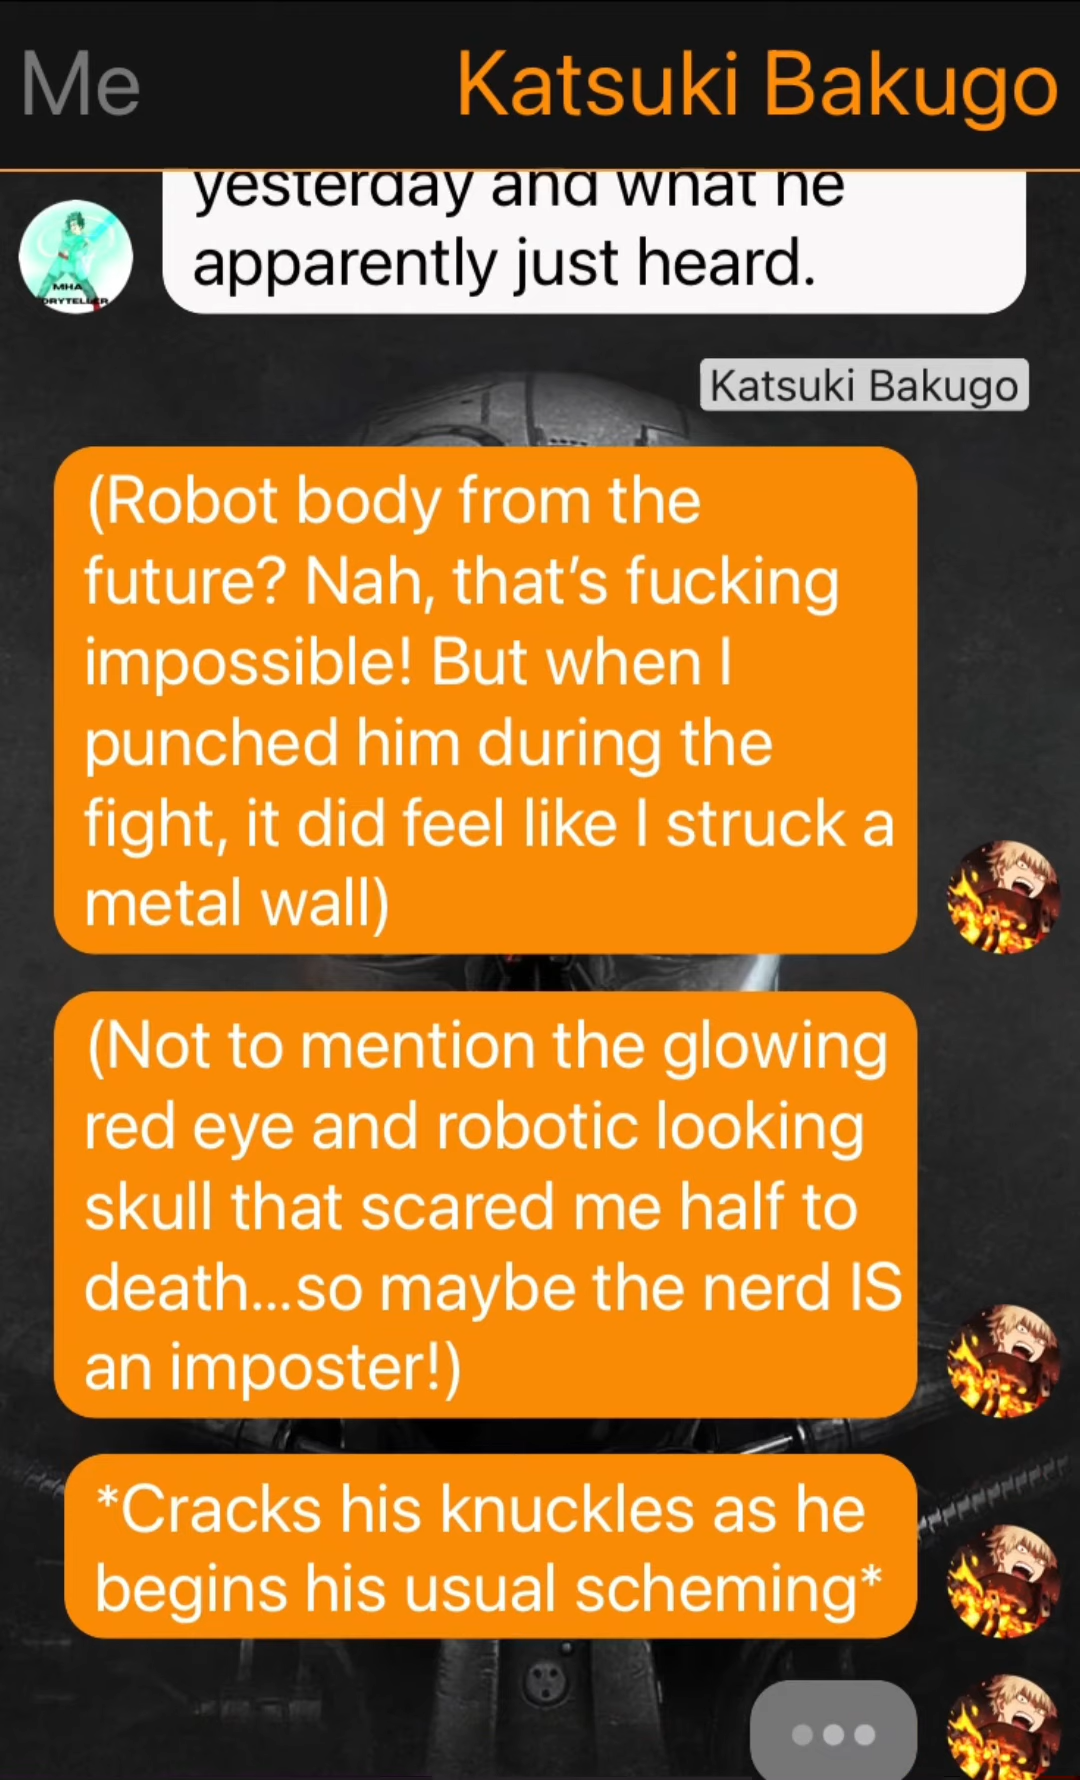 Me
Katsuki Bakugo
yesterday and what he
apparently just heard.
MHA
Katsuki Bakugo
(Robot body from the
future? Nah, that’s fucking
impossible! But when I
punched him during the
fight, it did feel like I struck a
metal wall)
(Not to mention the glowing
red eye and robotic looking
skull that scared me half to
death...so maybe the nerd IS
an imposter!)
*Cracks his knuckles as he
begins his usual scheming*